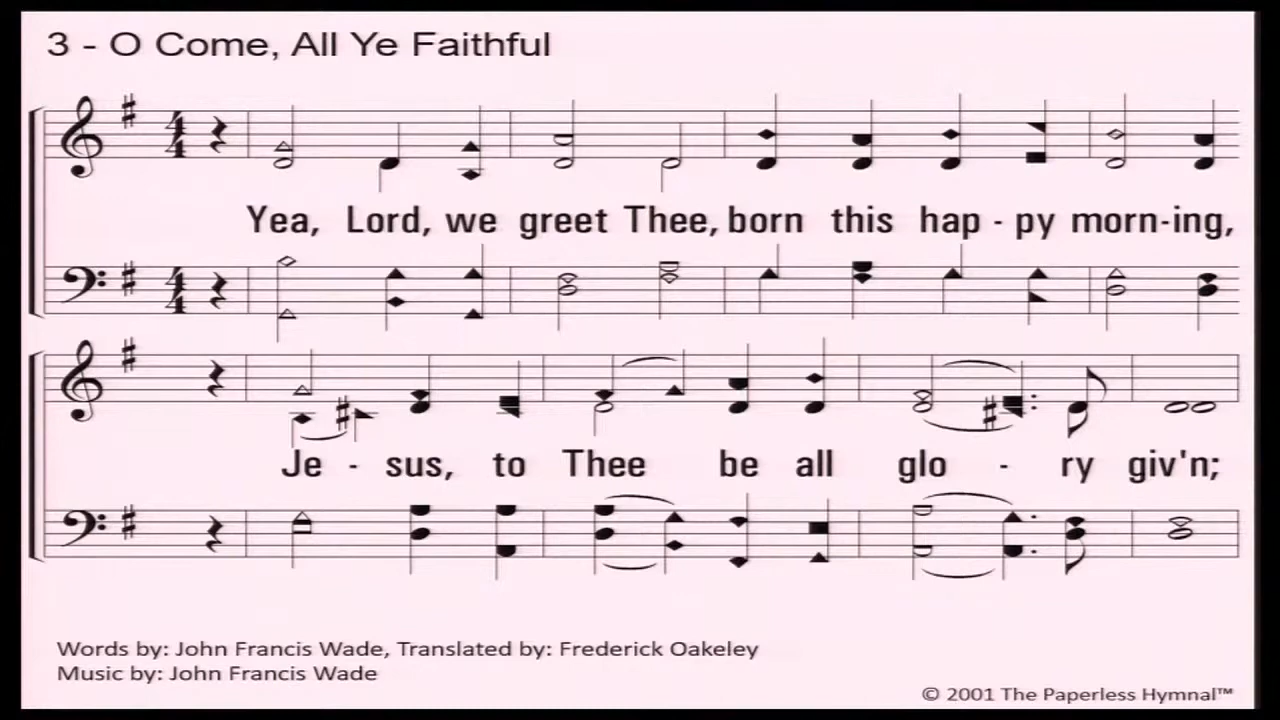 3 - O Come, All Ye Faithful
Yea, Lord, we greet Thee, born this hap - py morn-ing,
Je - sus, to Thee be all glo - ry giv'n;
Words by: John Francis Wade, Translated by: Frederick Oakeley
Music by: John Francis Wade
© 2001 The Paperless Hymnal™